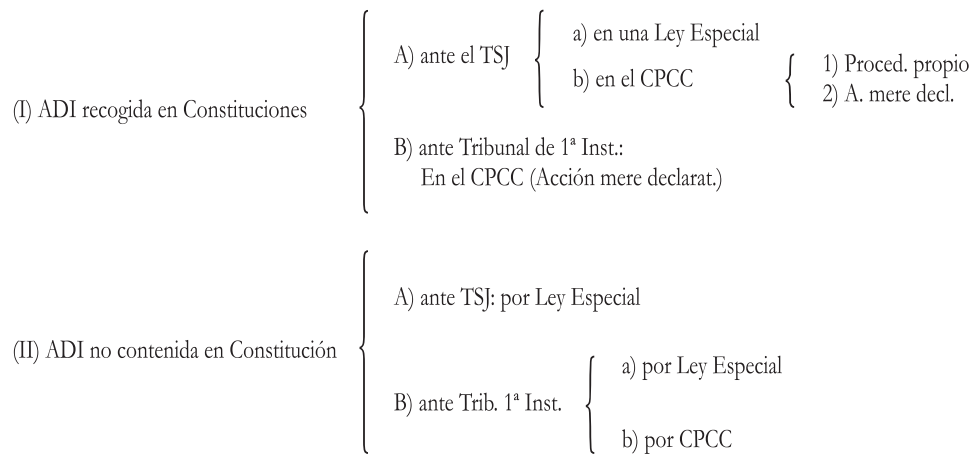 (I) ADI recogida en Constituciones
A) ante el TSJ
a) en una Ley Especial
b) en el CPCC
1) Proced. propio
2) A. mere decl.
B) ante Tribunal de 1ª Inst.:
En el CPCC (Acción mere declarat.)
(II) ADI no contenida en Constitución
A) ante TSJ: por Ley Especial
B) ante Trib. 1ª Inst.
a) por Ley Especial
b) por CPCC